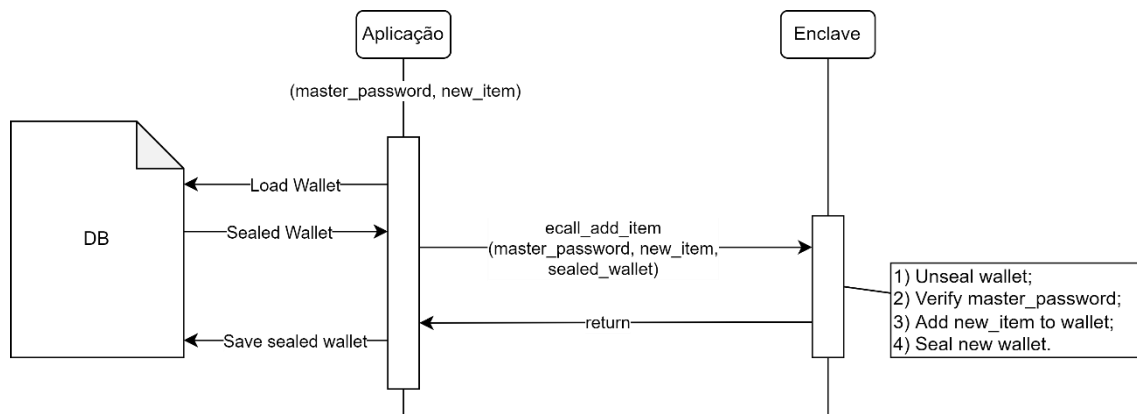 Aplicação
Enclave
(master_password, new_item)
Load Wallet
DB
Sealed Wallet
ecall_add_item
(master_password, new_item,
sealed_wallet)
1) Unseal wallet;
2) Verify master_password;
3) Add new_item to wallet;
4) Seal new wallet.
return
Save sealed wallet